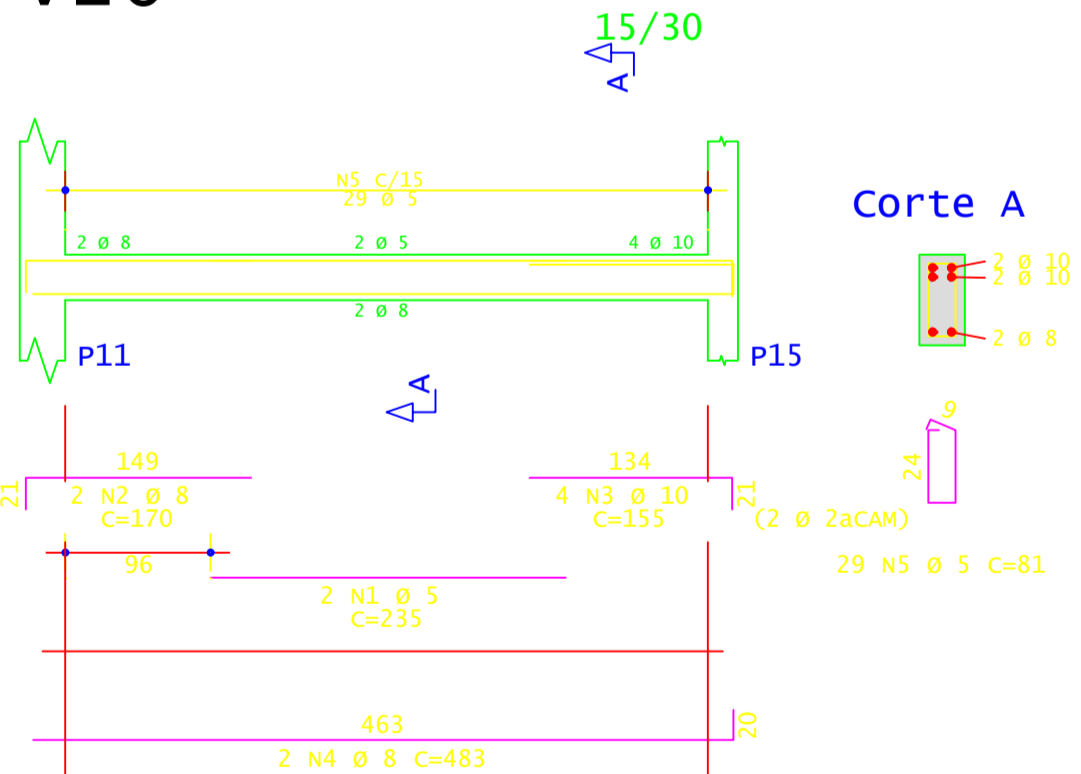 15/30
A
N5 C/15
29 Ø 5
2 Ø 8
2 Ø 5
4 Ø 10
2 Ø 8
P11
P15
Corte A
2 Ø 10
2 Ø 10
2 Ø 8
A
149
21
2 N2 Ø 8
C=170
134
21
4 N3 Ø 10
C=155
(2 Ø 2aCAM)
9
24
29 N5 Ø 5 C=81
96
2 N1 Ø 5
C=235
463
20
2 N4 Ø 8 C=483